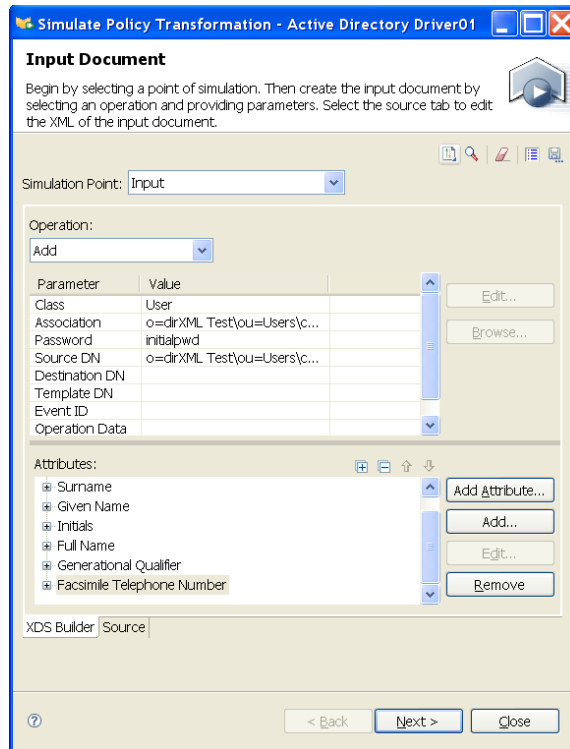 Simulate Policy Transformation - Active Directory Driver01
Input Document
Begin by selecting a point of simulation. Then create the input document by
selecting an operation and providing parameters. Select the source tab to edit
the XML of the input document.
Simulation Point: Input
Operation:
Add
Parameter Value
Class User
Association o=dirXML Test\ou=Users\c...
Password initialpwd
Source DN o=dirXML Test\ou=Users\c...
Destination DN
Template DN
Event ID
Operation Data
Edit...
Browse...
Attributes:
Surname
Given Name
Initials
Full Name
Generational Qualifier
Facsimile Telephone Number
Add Attribute...
Add...
Edit...
Remove
XDS Builder Source
< Back Next > Close